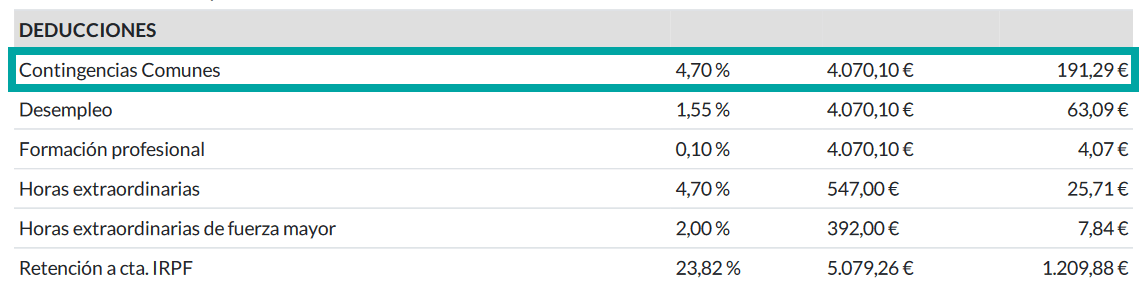 DEDUCCIONES
Contingencias Comunes 4,70 % 4.070,10 € 191,29 €
Desempleo 1,55 % 4.070,10 € 63,09 €
Formación profesional 0,10 % 4.070,10 € 4,07 €
Horas extraordinarias 4,70 % 547,00 € 25,71 €
Horas extraordinarias de fuerza mayor 2,00 % 392,00 € 7,84 €
Retención a cta. IRPF 23,82 % 5.079,26 € 1.209,88 €